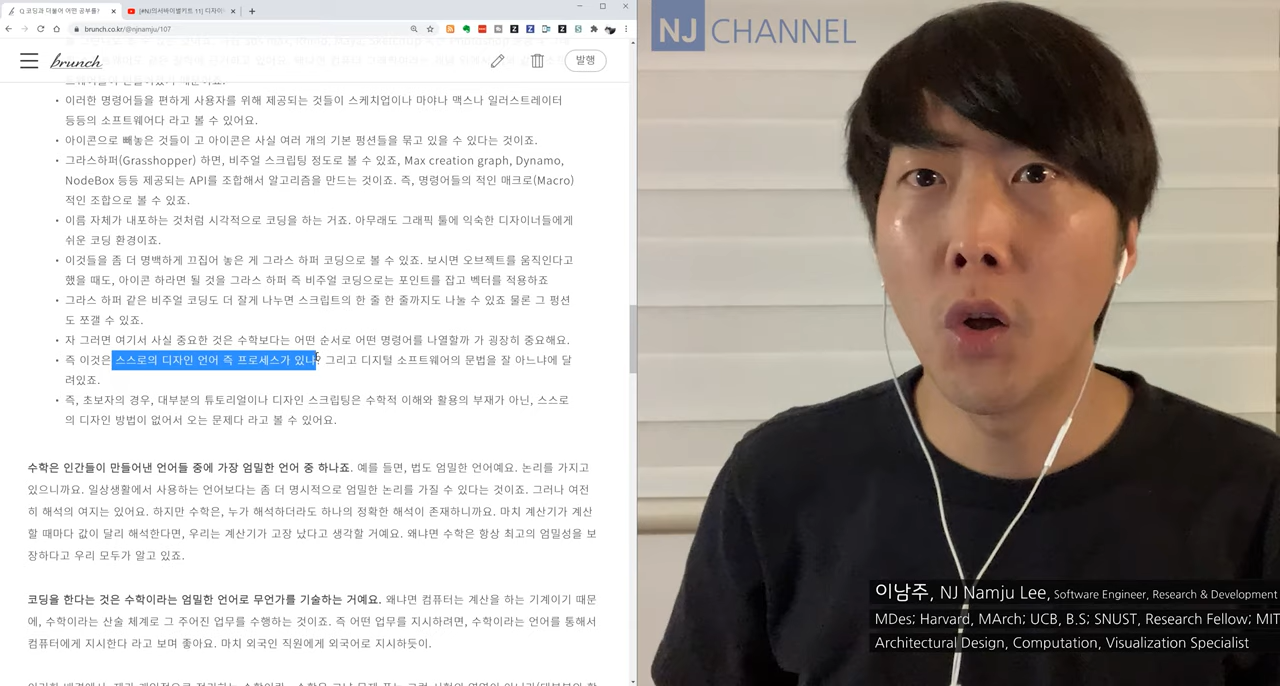 Q 코딩과 더불어 어떤 공부를?
[#NJ의서바이벌키트 11] 디자이
brunch.co.kr/@njnamju/107
brunch
발행
이러한 명령어들을 편하게 사용자를 위해 제공되는 것들이 스케치업이나 마야나 맥스나 일러스트레이터
등등의 소프트웨어다 라고 볼 수 있어요.
아이콘으로 빼놓은 것들이 고 아이콘은 사실 여러 개의 기본 펑션들을 묶고 있을 수 있다는 것이죠.
그라스하퍼(Grasshopper) 하면, 비주얼 스크립팅 정도로 볼 수 있죠, Max creation graph, Dynamo,
NodeBox 등등 제공되는 API를 조합해서 알고리즘을 만드는 것이죠. 즉, 명령어들의 적인 매크로(Macro)
적인 조합으로 볼 수 있죠.
이름 자체가 내포하는 것처럼 시각적으로 코딩을 하는 거죠. 아무래도 그래픽 툴에 익숙한 디자이너들에게
쉬운 코딩 환경이죠.
이것들을 좀 더 명백하게 끄집어 놓은 게 그라스 하퍼 코딩으로 볼 수 있죠. 보시면 오브젝트를 움직인다고
했을 때도, 아이콘 하라면 될 것을 그라스 하퍼 즉 비주얼 코딩으로는 포인트를 잡고 벡터를 적용하죠
그라스 하퍼 같은 비주얼 코딩도 더 잘게 나누면 스크립트의 한 줄 한 줄까지도 나눌 수 있죠 물론 그 펑션
도 쪼갤 수 있죠.
자 그러면 여기서 사실 중요한 것은 수학보다는 어떤 순서로 어떤 명령어를 나열할까 가 굉장히 중요해요.
즉 이것은 스스로의 디자인 언어 즉 프로세스가 있냐, 그리고 디지털 소프트웨어의 문법을 잘 아느냐에 달
려있죠.
즉, 초보자의 경우, 대부분의 튜토리얼이나 디자인 스크립팅은 수학적 이해와 활용의 부재가 아닌, 스스로
의 디자인 방법이 없어서 오는 문제다 라고 볼 수 있어요.
수학은 인간들이 만들어낸 언어들 중에 가장 엄밀한 언어 중 하나죠. 예를 들면, 법도 엄밀한 언어예요. 논리를 가지고
있으니까요. 일상생활에서 사용하는 언어보다는 좀 더 명시적으로 엄밀한 논리를 가질 수 있다는 것이죠. 그러나 여전
히 해석의 여지는 있어요. 하지만 수학은, 누가 해석하더라도 하나의 정확한 해석이 존재하니까요. 마치 계산기가 계산
할 때마다 값이 달리 해석한다면, 우리는 계산기가 고장 났다고 생각할 거예요. 왜냐면 수학은 항상 최고의 엄밀성을 보
장하다고 우리 모두가 알고 있죠.
코딩을 한다는 것은 수학이라는 엄밀한 언어로 무언가를 기술하는 거예요. 왜냐면 컴퓨터는 계산을 하는 기계이기 때문
에, 수학이라는 산술 체계로 그 주어진 업무를 수행하는 것이죠. 즉 어떤 업무를 지시하려면, 수학이라는 언어를 통해서
컴퓨터에게 지시한다 라고 보며 좋아요. 마치 외국인 직원에게 외국어로 지시하듯이.
NJ CHANNEL
이남주, NJ Namju Lee, Software Engineer, Research & Development
MDes; Harvard, MArch; UCB, B.S; SNUST, Research Fellow; MIT
Architectural Design, Computation, Visualization Specialist